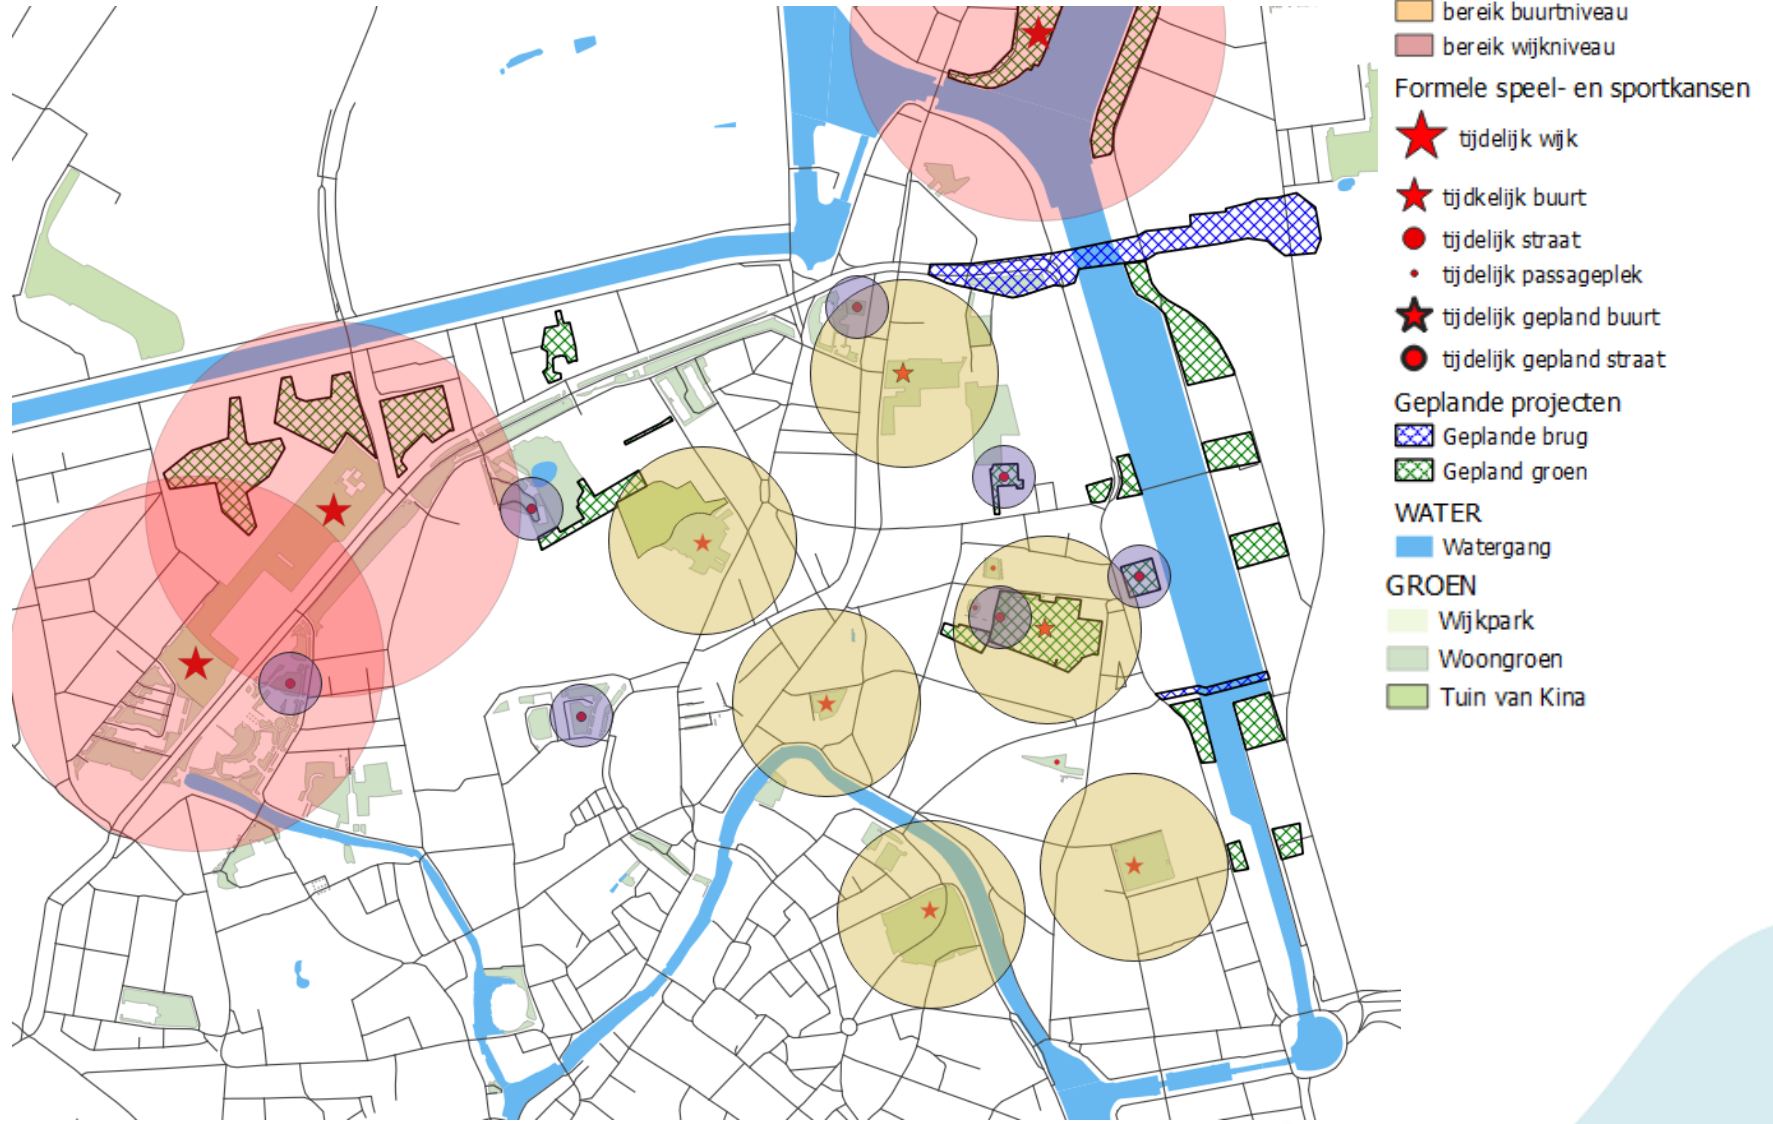 bereik buurtniveau
bereik wijkniveau
Formele speel- en sportkansen
tijdelijk wijk
tijdkelijk buurt
tijdelijk straat
tijdelijk passageplek
tijdelijk gepland buurt
tijdelijk gepland straat
Geplande projecten
Geplande brug
Gepland groen
WATER
Watergang
GROEN
Wijkpark
Woongroen
Tuin van Kina